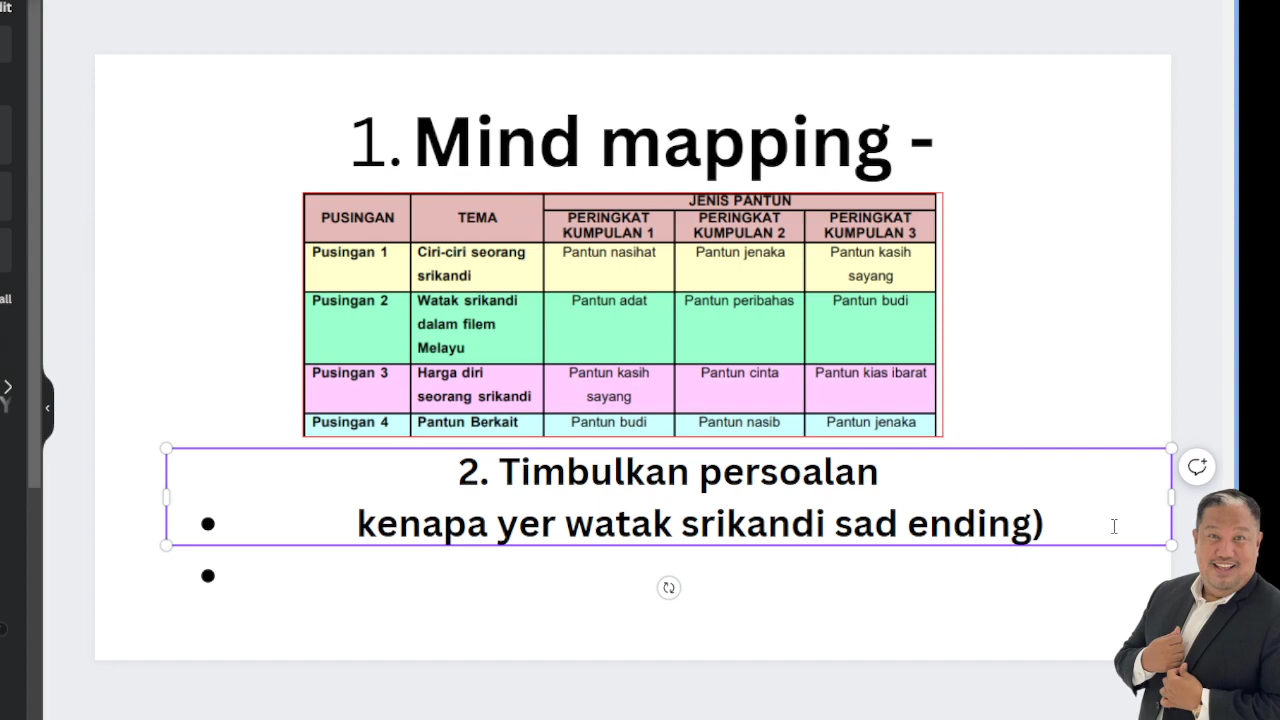 dit
all
1. Mind mapping -
PUSINGAN TEMA JENIS PANTUN
PERINGKAT KUMPULAN 1 PERINGKAT KUMPULAN 2 PERINGKAT KUMPULAN 3
Pusingan 1 Ciri-ciri seorang srikandi Pantun nasihat Pantun jenaka Pantun kasih sayang
Pusingan 2 Watak srikandi dalam filem Melayu Pantun adat Pantun peribahas Pantun budi
Pusingan 3 Harga diri seorang srikandi Pantun kasih sayang Pantun cinta Pantun kias ibarat
Pusingan 4 Pantun Berkait Pantun budi Pantun nasib Pantun jenaka
2. Timbulkan persoalan
• kenapa yer watak srikandi sad ending)
•